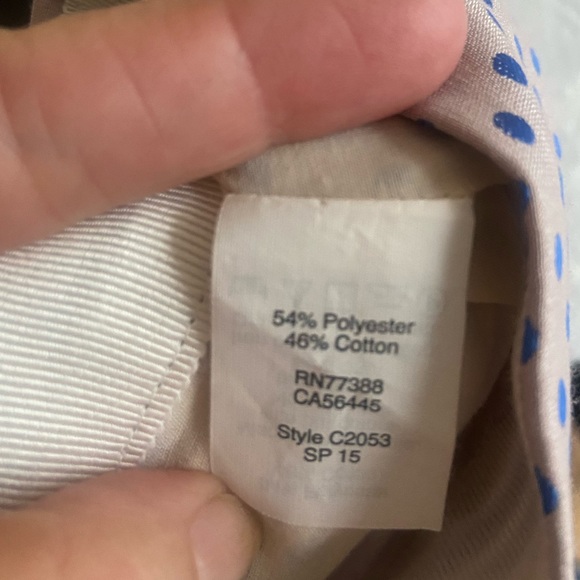 54% Polyester
46% Cotton
RN77388
CA56445
Style C2053
SP 15